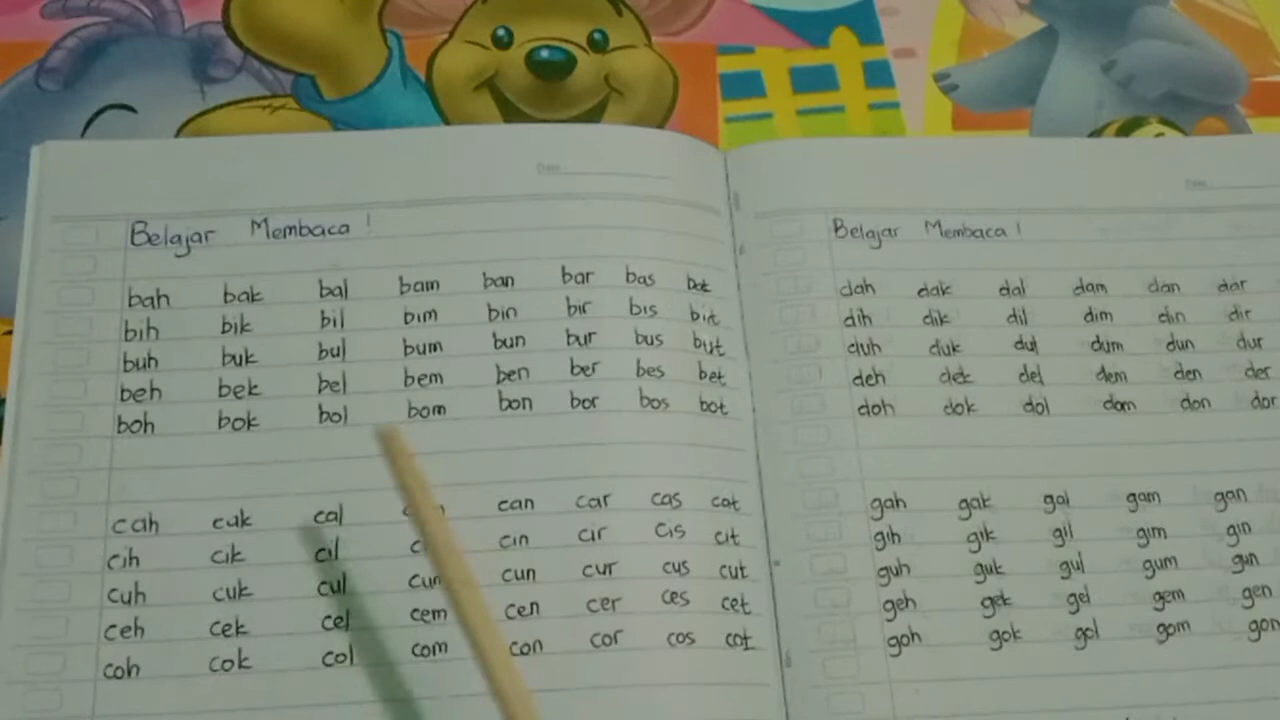 Date
Belajar Membaca !
bah bak bal bam ban bar bas bat
bih bik bil bim bin bir bis bit
buh buk bul bum bun bur bus but
beh bek bel bem ben ber bes bet
boh bok bol bom bon bor bos bot
cah cak cal can car cas cat
cih cik cil cin cir cis cit
cuh cuk cul cum cun cur cus cut
ceh cek cel cem cen cer ces cet
coh cok col com con cor cos cot
Date
Belajar Membaca !
dah dak dal dam dan dar
dih dik dil dim din dir
duh duk dul dum dun dur
deh dek del dem den der
doh dok dol dom don dor
gah gak gal gam gan
gih gik gil gim gin
guh guk gul gum gun
geh gek gel gem gen
goh gok gol gom gon